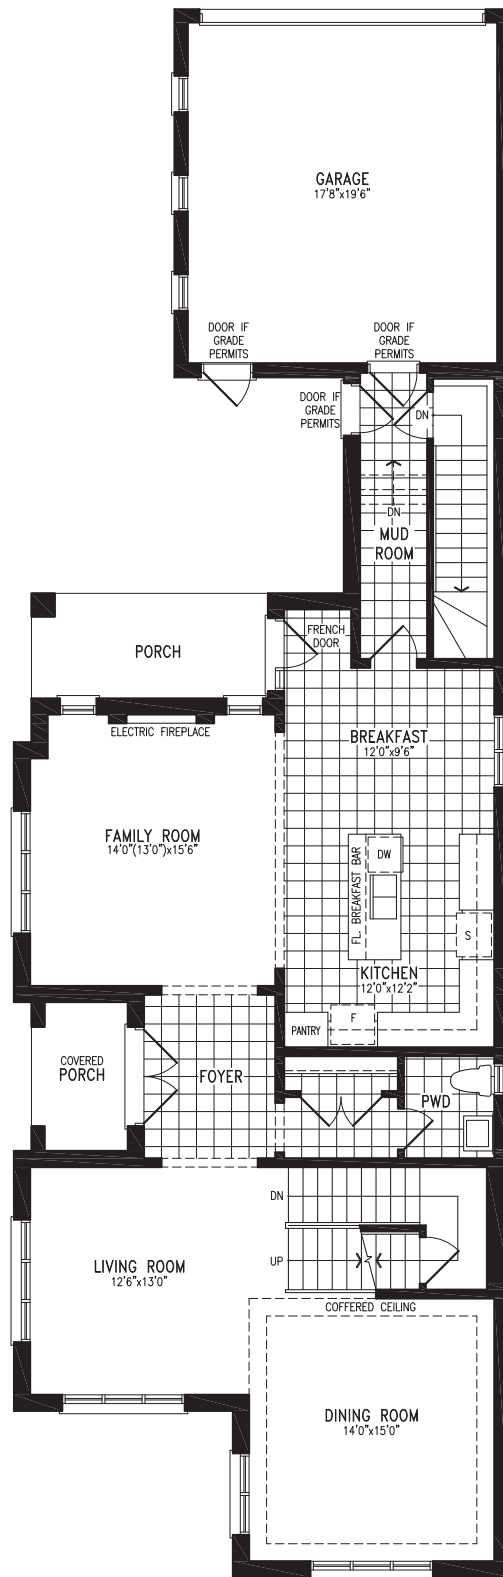 GARAGE
17'8"x19'6"
DOOR IF
GRADE
PERMITS
DOOR IF
GRADE
PERMITS
DOOR IF
GRADE
PERMITS
DN
DN
MUD
ROOM
FRENCH
DOOR
PORCH
ELECTRIC FIREPLACE
BREAKFAST
12'0"x9'6"
FAMILY ROOM
14'0"(13'0")x15'6"
FL. BREAKFAST BAR
DW
S
KITCHEN
12'0"x12'2"
F
PANTRY
COVERED
PORCH
FOYER
PWD
DN
UP
LIVING ROOM
12'6"x13'0"
COFFERED CEILING
DINING ROOM
14'0"x15'0"